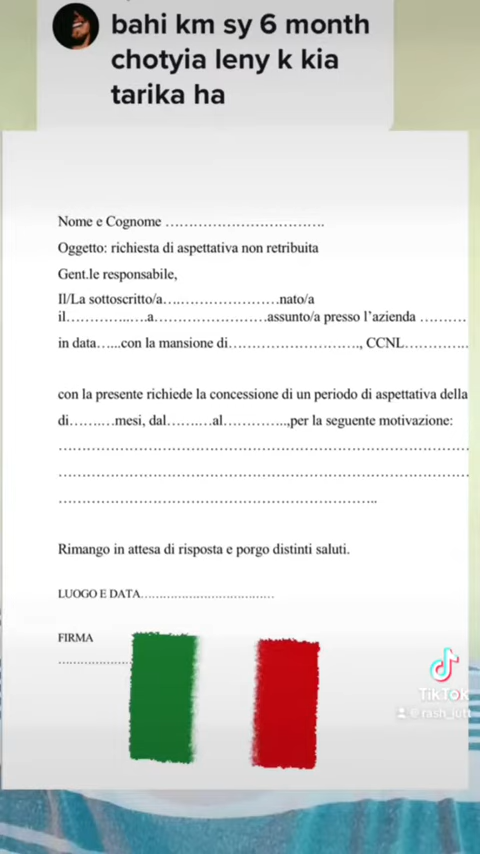 bahi km sy 6 month
chotyia leny k kia
tarika ha
Nome e Cognome …………………………….
Oggetto: richiesta di aspettativa non retribuita
Gent.le responsabile,
Il/La sottoscritto/a…………………….nato/a
il……………….a…………………….assunto/a presso l’azienda ………
in data…...con la mansione di………………………., CCNL…………..
con la presente richiede la concessione di un periodo di aspettativa della
di……….mesi, dal………al…………..,per la seguente motivazione:
……………………………………………………………………………
……………………………………………………………………………
…………………………………………………………..
Rimango in attesa di risposta e porgo distinti saluti.
LUOGO E DATA………………………………
FIRMA
………………
TikTok
@rash_jutt